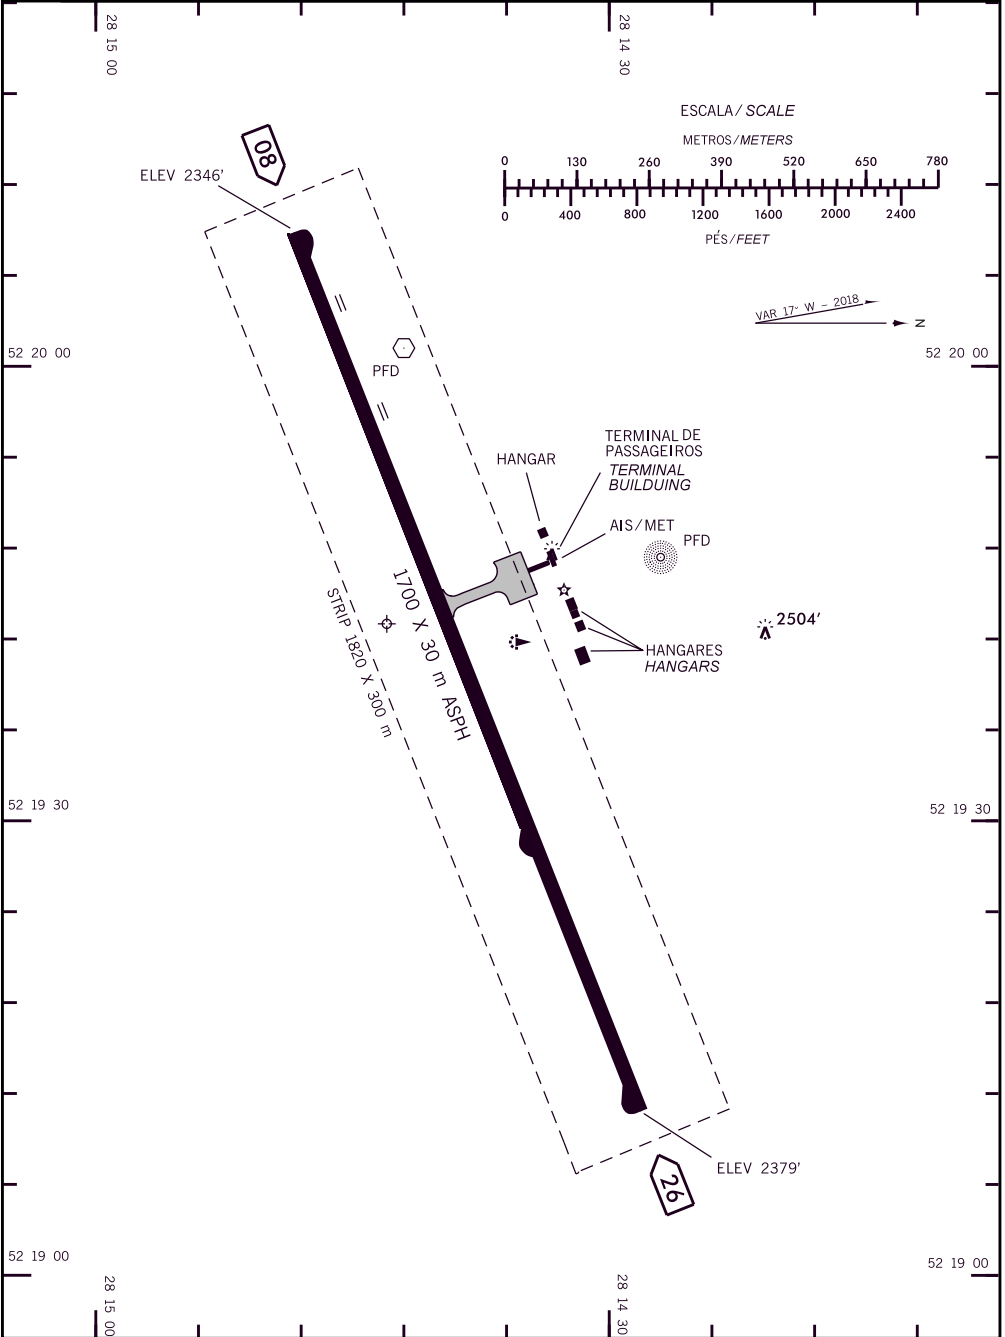 28 15 00
28 14 30
ESCALA / SCALE
METROS/METERS
0 130 260 390 520 650 780
0 400 800 1200 1600 2000 2400
PÉS/FEET
08
ELEV 2346'
VAR 17° W - 2018
N
52 20 00
52 20 00
PFD
TERMINAL DE
PASSAGEIROS
TERMINAL
BUILDUING
HANGAR
AIS/MET
PFD
1700 X 30 m ASPH
STRIP 1820 X 300 m
2504'
HANGARES
HANGARS
52 19 30
52 19 30
ELEV 2379'
26
52 19 00
52 19 00
28 15 00
28 14 30